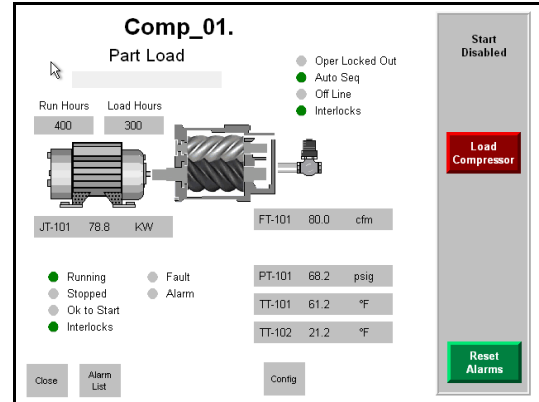 Comp_01.
Part Load
Start
Disabled
Oper Locked Out
Auto Seq
Off Line
Interlocks
Run Hours Load Hours
400 300
Load
Compressor
JT-101 78.8 KW
FT-101 80.0 cfm
Running Fault
Stopped Alarm
Ok to Start
Interlocks
PT-101 68.2 psig
TT-101 61.2 °F
TT-102 21.2 °F
Reset
Alarms
Close
Alarm
List
Config